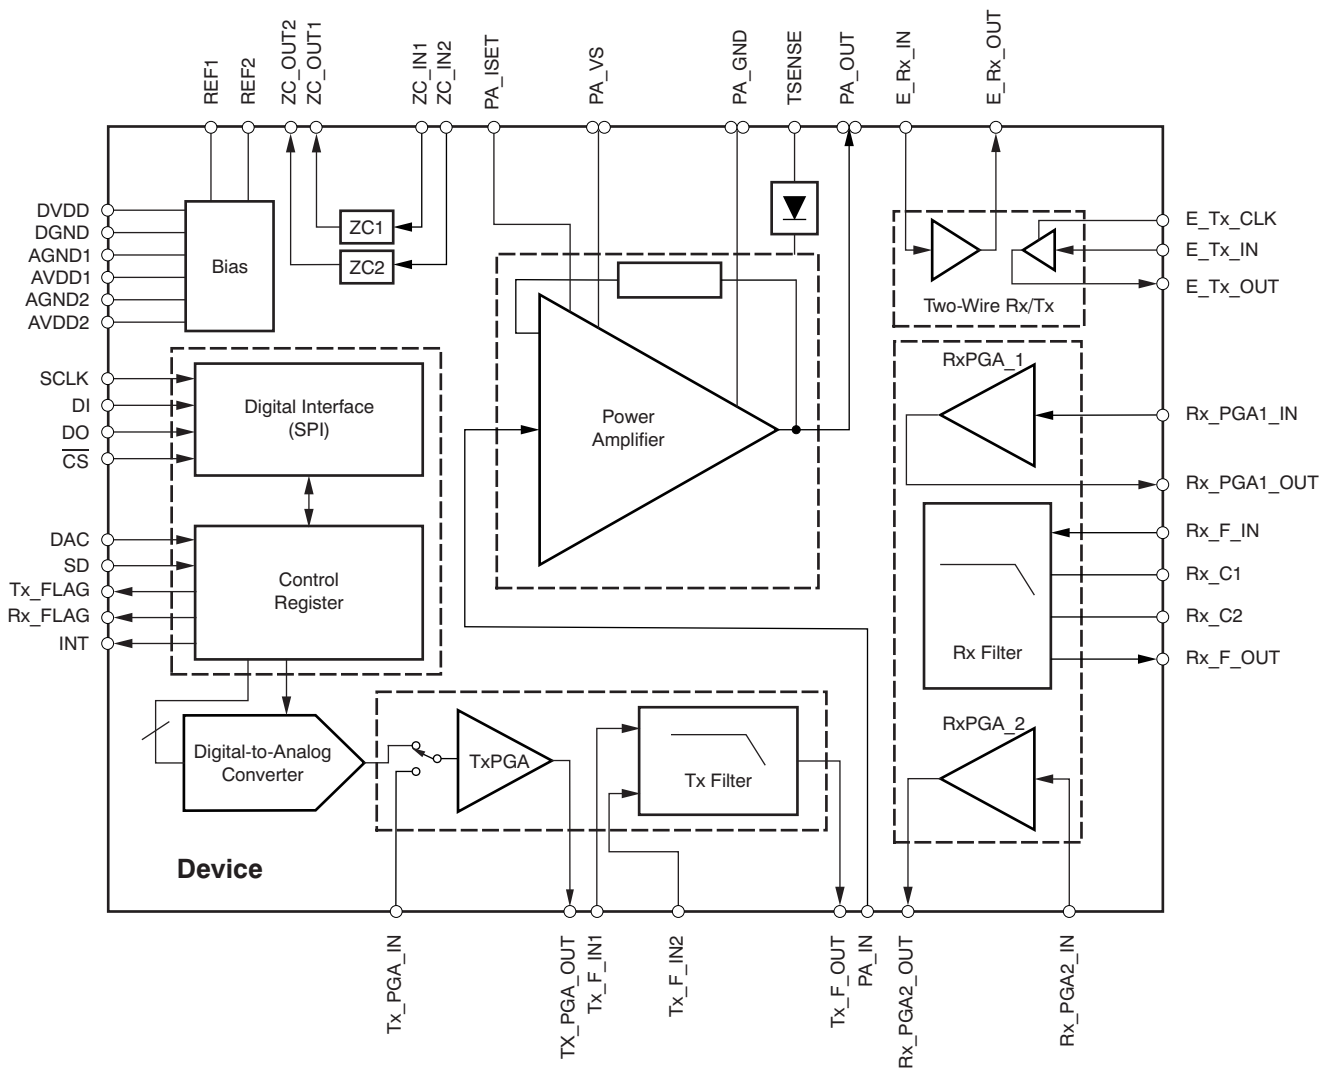 REF1
REF2
ZC_OUT2
ZC_OUT1
ZC_IN1
ZC_IN2
PA_ISET
PA_VS
PA_GND
TSENSE
PA_OUT
E_Rx_IN
E_Rx_OUT
DVDD
DGND
AGND1
AVDD1
AGND2
AVDD2
Bias
ZC1
ZC2
E_Tx_CLK
E_Tx_IN
E_Tx_OUT
Two-Wire Rx/Tx
SCLK
DI
DO
CS
Digital Interface
(SPI)
Power
Amplifier
RxPGA_1
Rx_PGA1_IN
Rx_PGA1_OUT
DAC
SD
Tx_FLAG
Rx_FLAG
INT
Control
Register
Rx_F_IN
Rx_C1
Rx_C2
Rx_F_OUT
Rx Filter
Digital-to-Analog
Converter
TxPGA
Tx Filter
RxPGA_2
Device
Tx_PGA_IN
TX_PGA_OUT
Tx_F_IN1
Tx_F_IN2
Tx_F_OUT
PA_IN
Rx_PGA2_OUT
Rx_PGA2_IN